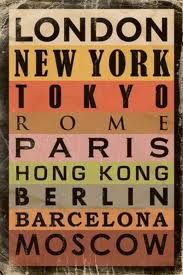 LONDON
NEW YORK
TOKYO
ROME
PARIS
HONG KONG
BERLIN
BARCELONA
MOSCOW